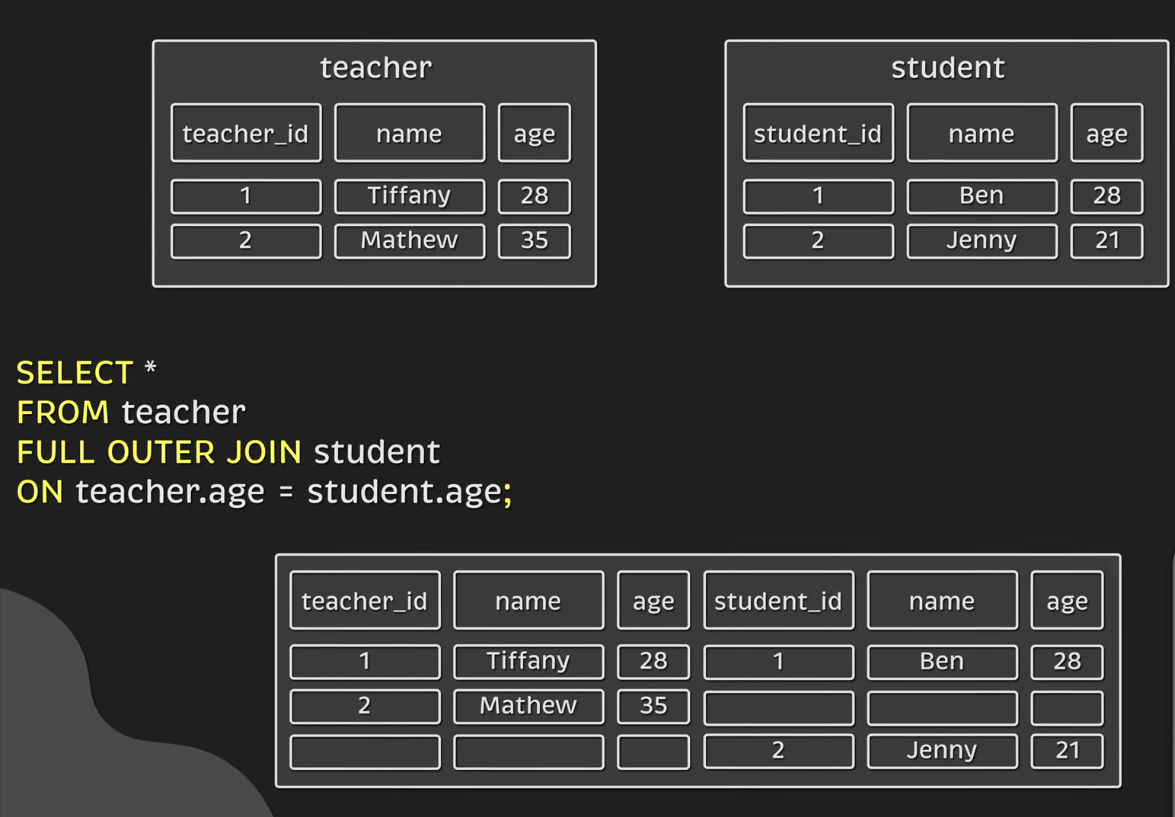 teacher student
teacher_id name age student_id name age
1 Tiffany 28 1 Ben 28
2 Mathew 35 2 Jenny 21
SELECT *
FROM teacher
FULL OUTER JOIN student
ON teacher.age = student.age;
teacher_id name age student_id name age
1 Tiffany 28 1 Ben 28
2 Mathew 35
2 Jenny 21